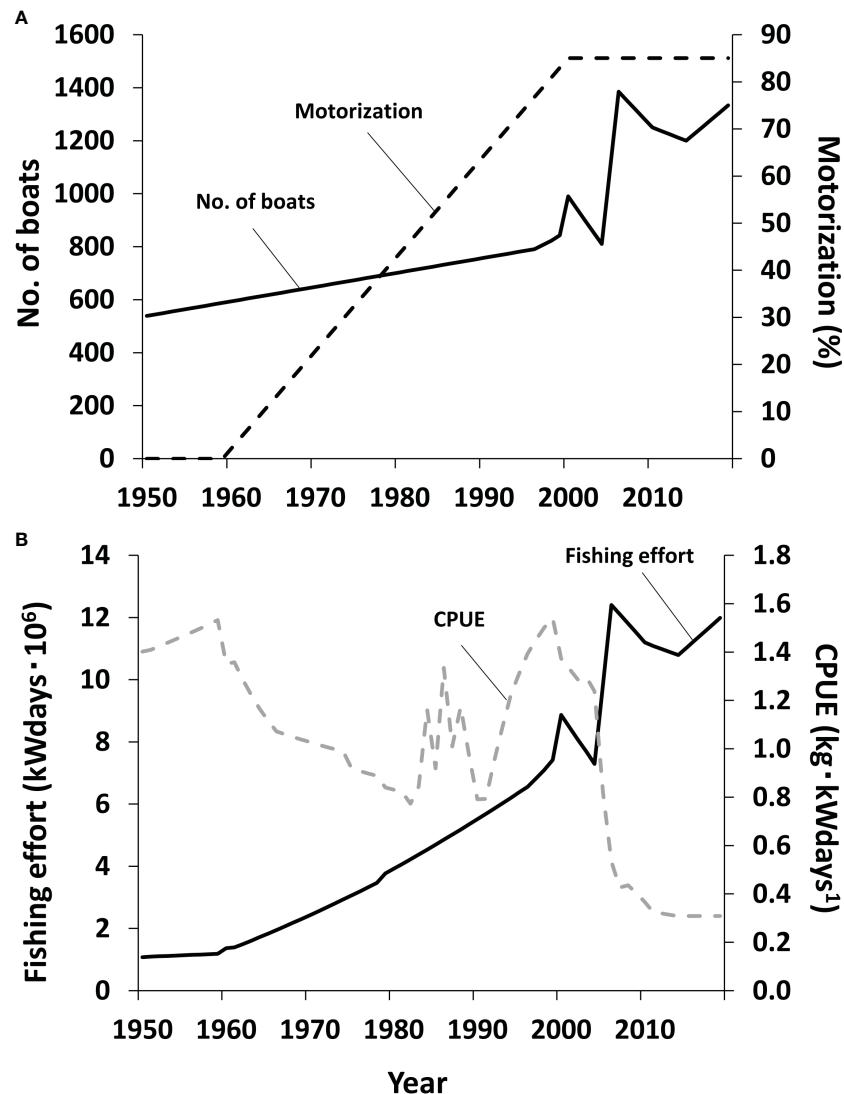 A
1600
1400
1200
1000
800
600
400
200
0
No. of boats
90
80
70
60
50
40
30
20
10
0
Motorization (%)
Motorization
No. of boats
1950 1960 1970 1980 1990 2000 2010
B
14
12
10
8
6
4
2
0
Fishing effort (kWdays·10⁶)
1.8
1.6
1.4
1.2
1.0
0.8
0.6
0.4
0.2
0.0
CPUE (kg·kWdays¹)
Fishing effort
CPUE
1950 1960 1970 1980 1990 2000 2010
Year